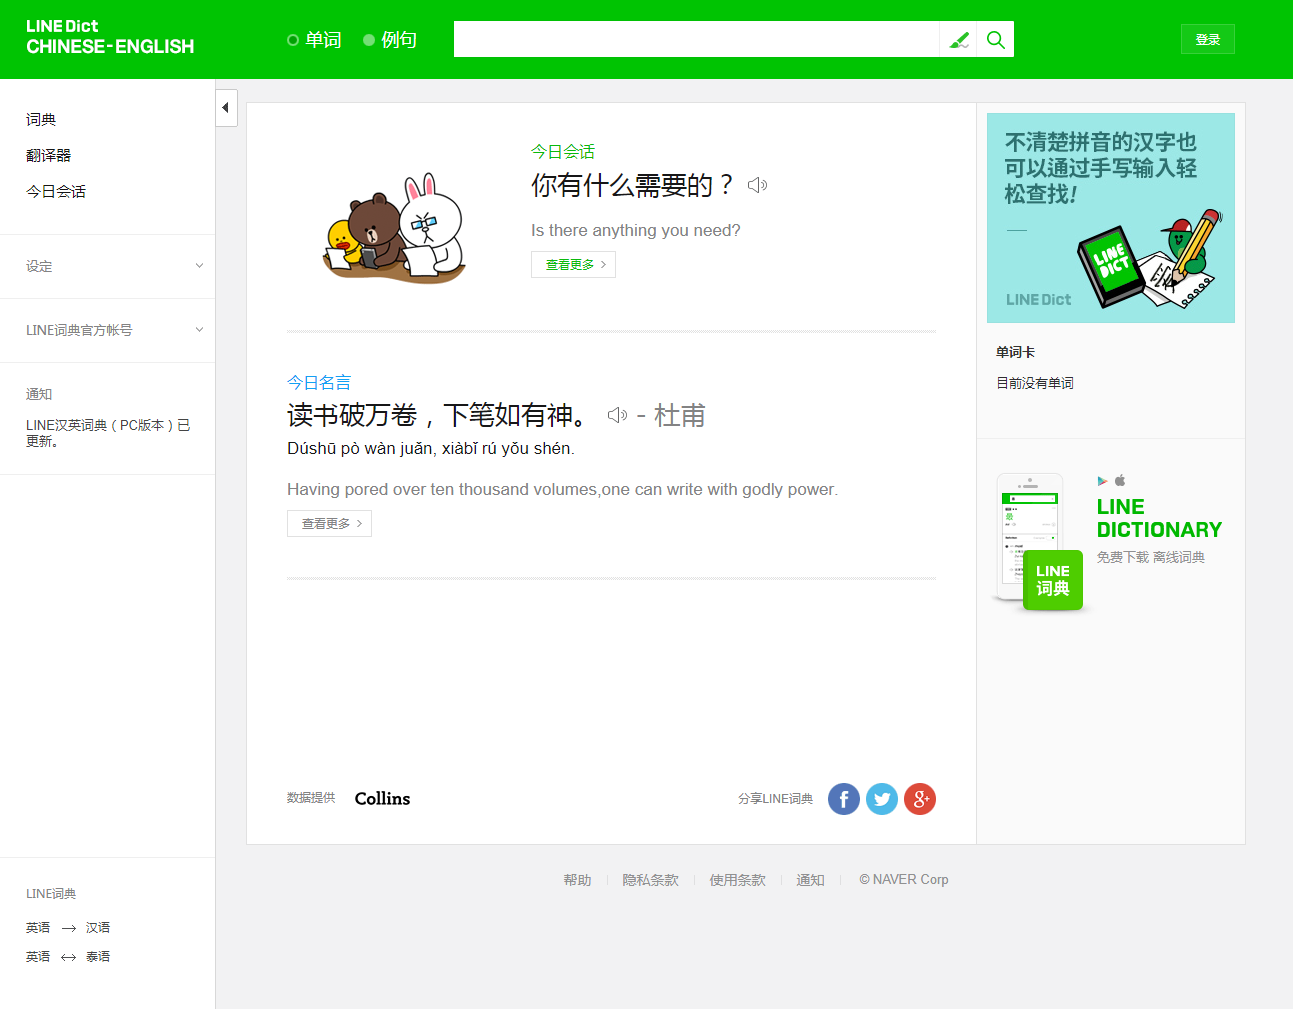 LINE Dict
CHINESE-ENGLISH
单词
例句
登录
词典
翻译器
今日会话
设定
LINE词典官方帐号
通知
LINE汉英词典（PC版本）已
更新。
LINE词典
英语 → 汉语
英语 ↔ 泰语
今日会话
你有什么需要的？
Is there anything you need?
查看更多
今日名言
读书破万卷，下笔如有神。 - 杜甫
Dúshū pò wàn juǎn, xiàbǐ rú yǒu shén.
Having pored over ten thousand volumes,one can write with godly power.
查看更多
数据提供 Collins
分享LINE词典
不清楚拼音的汉字也
可以通过手写输入轻
松查找!
LINE DICT
LINE Dict
单词卡
目前没有单词
LINE
DICTIONARY
免费下载 离线词典
LINE
词典
帮助
隐私条款
使用条款
通知
© NAVER Corp